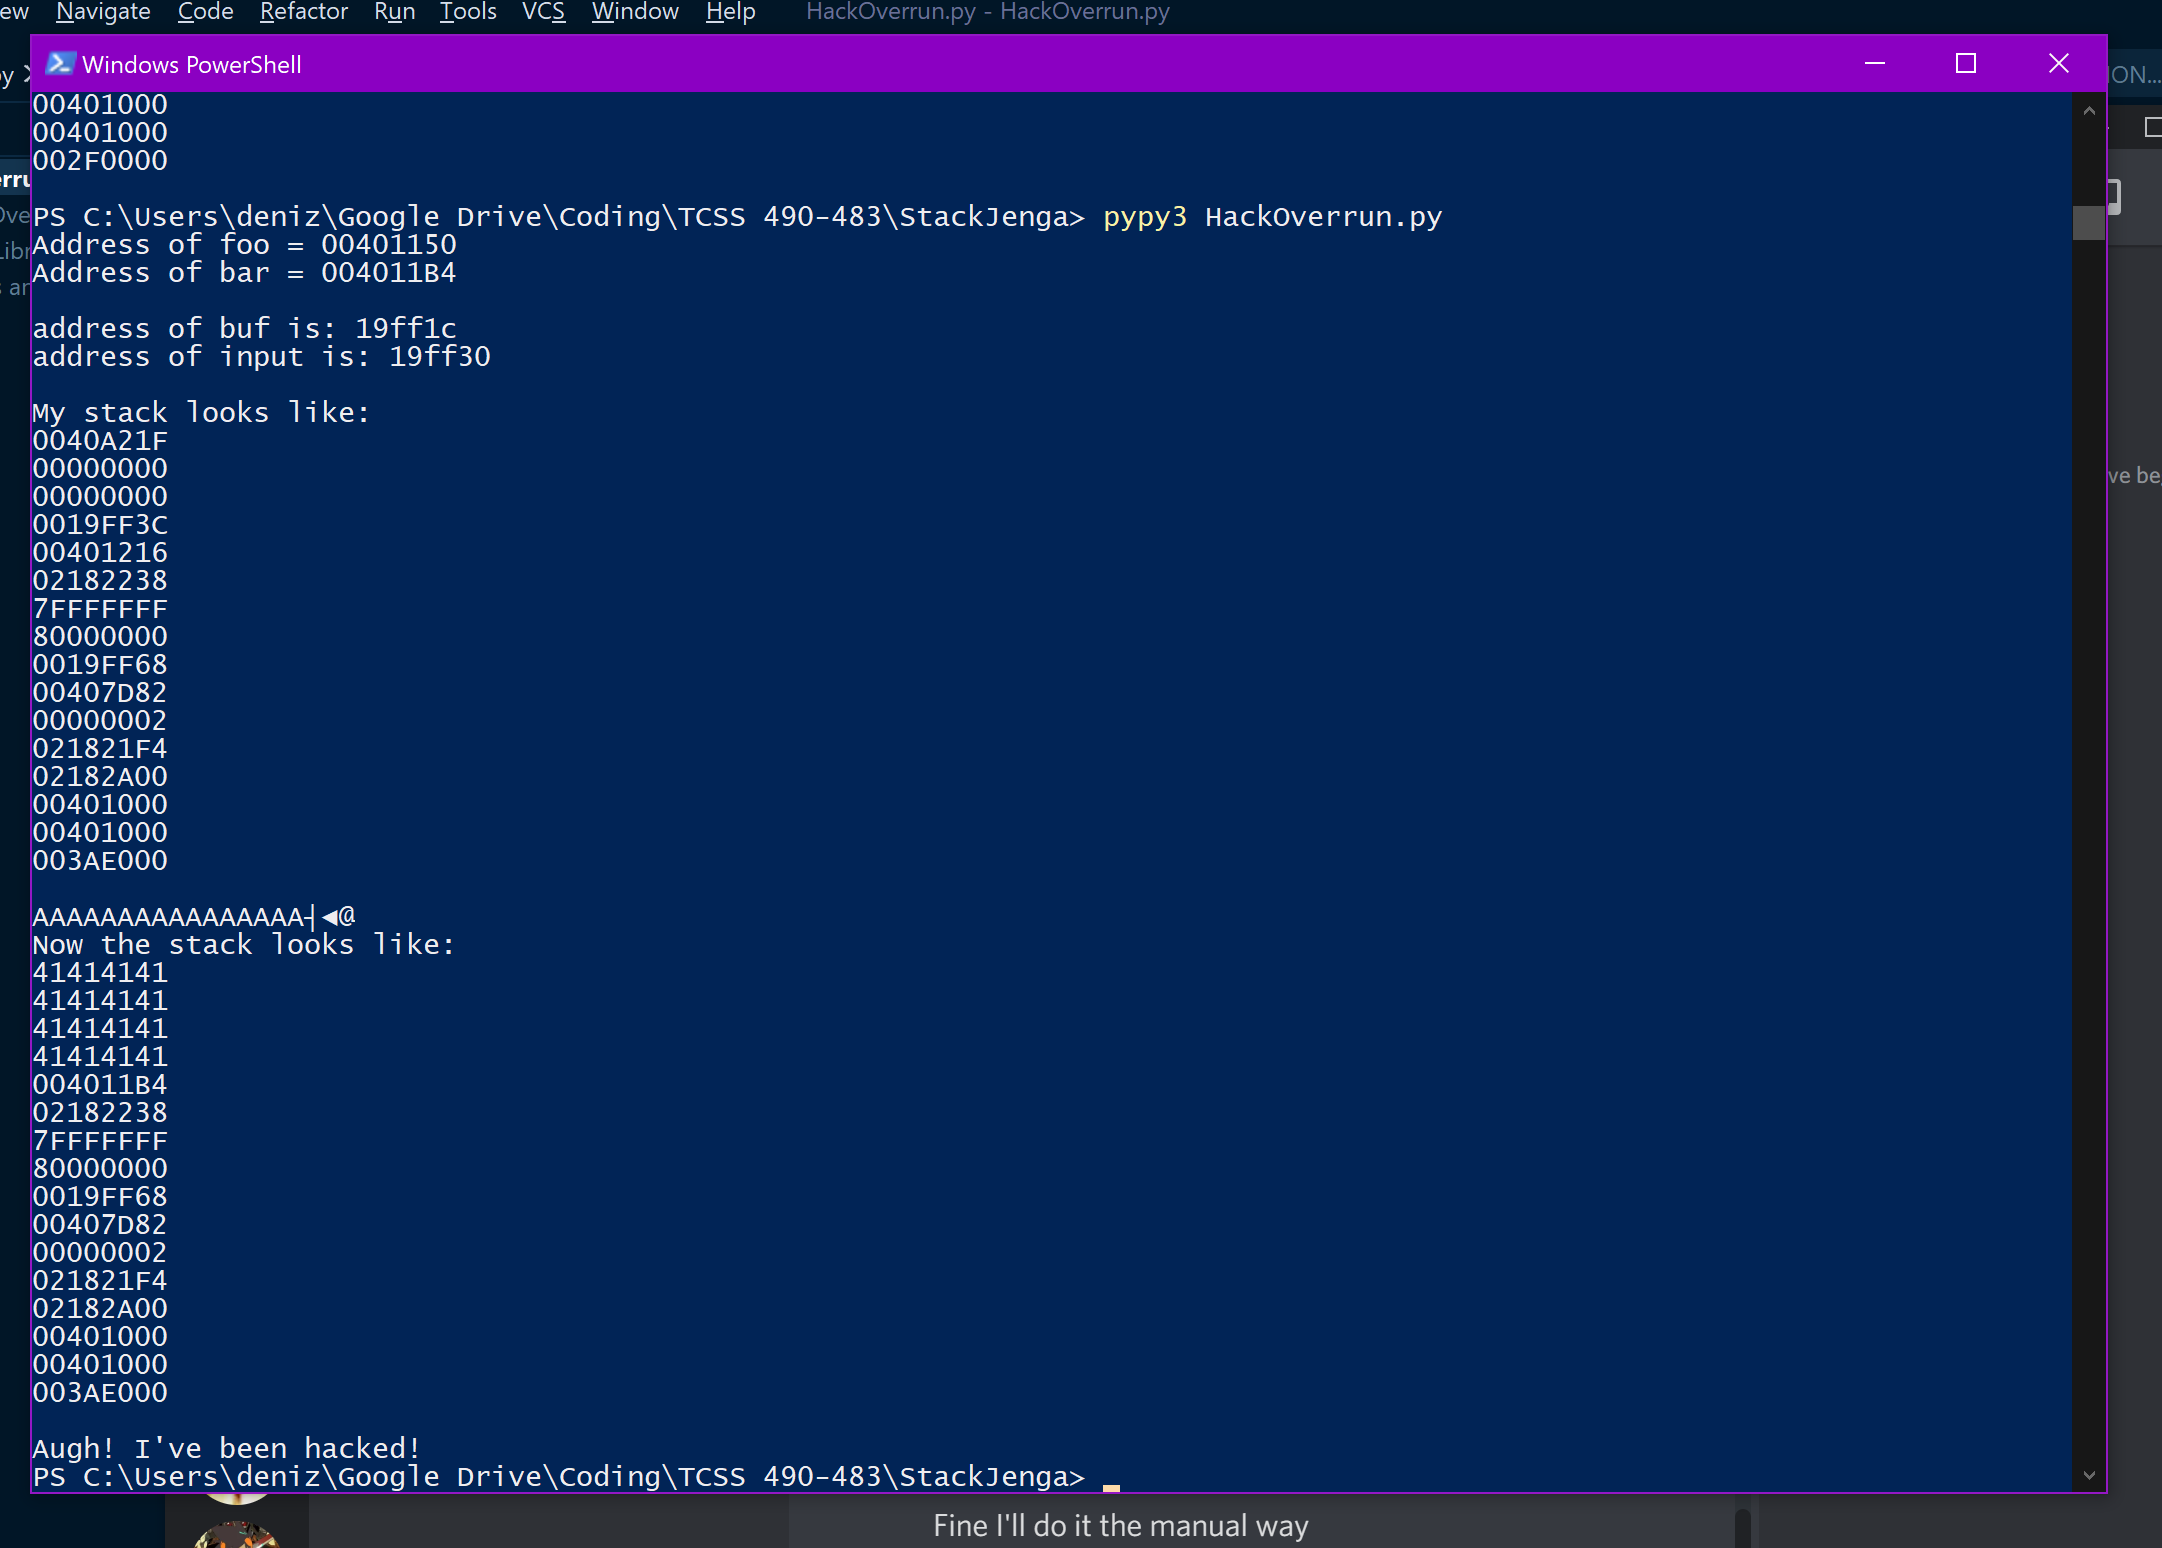 ew Navigate Code Refactor Run Tools VCS Window Help HackOverrun.py - HackOverrun.py
Windows PowerShell
00401000
00401000
002F0000
PS C:\Users\deniz\Google Drive\Coding\TCSS 490-483\StackJenga> pypy3 HackOverrun.py
Address of foo = 00401150
Address of bar = 004011B4
address of buf is: 19ff1c
address of input is: 19ff30
My stack looks like:
0040A21F
00000000
00000000
0019FF3C
00401216
02182238
7FFFFFFF
80000000
0019FF68
00407D82
00000002
021821F4
02182A00
00401000
00401000
003AE000
AAAAAAAAAAAAAAAA┤◄@
Now the stack looks like:
41414141
41414141
41414141
41414141
004011B4
02182238
7FFFFFFF
80000000
0019FF68
00407D82
00000002
021821F4
02182A00
00401000
00401000
003AE000
Augh! I've been hacked!
PS C:\Users\deniz\Google Drive\Coding\TCSS 490-483\StackJenga>
Fine I'll do it the manual way